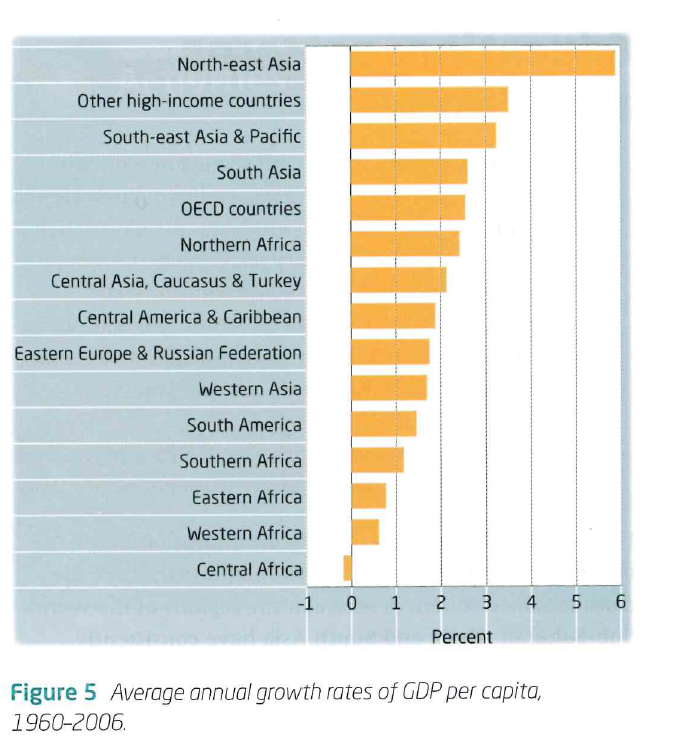 North-east Asia
Other high-income countries
South-east Asia & Pacific
South Asia
OECD countries
Northern Africa
Central Asia, Caucasus & Turkey
Central America & Caribbean
Eastern Europe & Russian Federation
Western Asia
South America
Southern Africa
Eastern Africa
Western Africa
Central Africa
-1 0 1 2 3 4 5 6
Percent
Figure 5 Average annual growth rates of GDP per capita,
1960–2006.